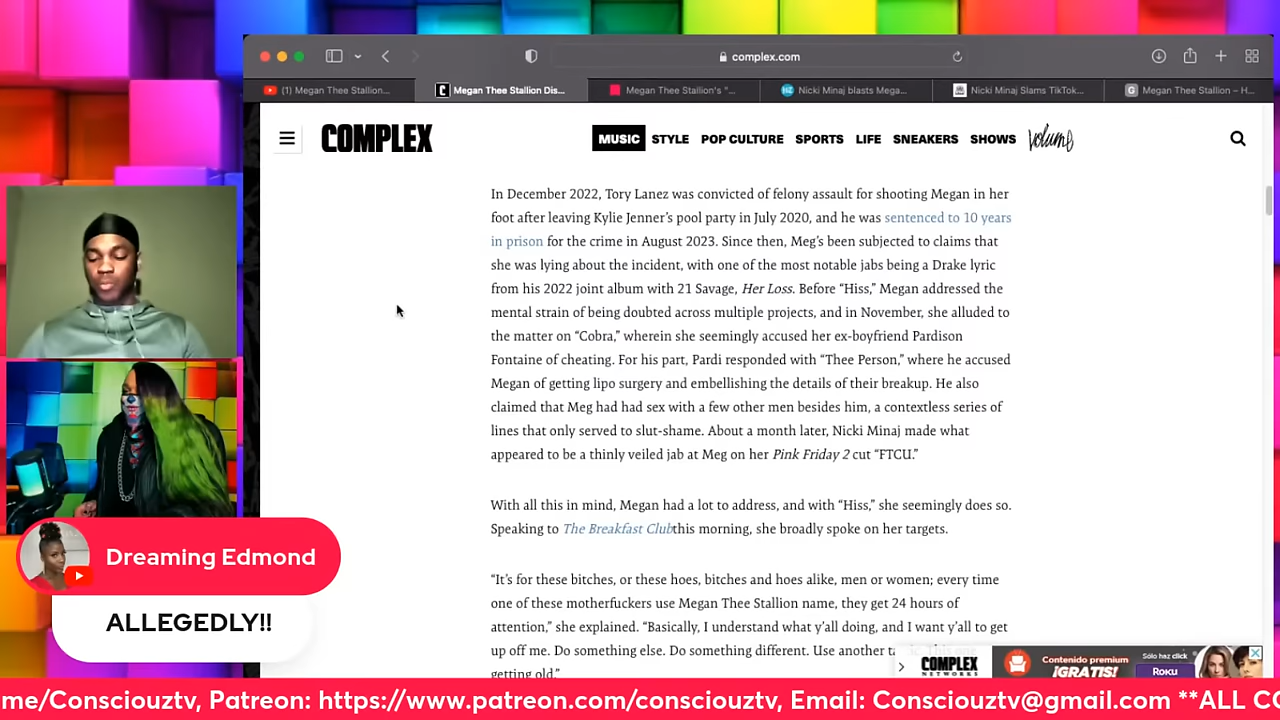 complex.com
(1) Megan Thee Stallion...
C Megan Thee Stallion Dis...
Megan Thee Stallion's "...
Nicki Minaj blasts Mega...
Nicki Minaj Slams TikTok...
G Megan Thee Stallion – H...
COMPLEX
MUSIC STYLE POP CULTURE SPORTS LIFE SNEAKERS SHOWS volume
In December 2022, Tory Lanez was convicted of felony assault for shooting Megan in her
foot after leaving Kylie Jenner’s pool party in July 2020, and he was sentenced to 10 years
in prison for the crime in August 2023. Since then, Meg’s been subjected to claims that
she was lying about the incident, with one of the most notable jabs being a Drake lyric
from his 2022 joint album with 21 Savage, Her Loss. Before “Hiss,” Megan addressed the
mental strain of being doubted across multiple projects, and in November, she alluded to
the matter on “Cobra,” wherein she seemingly accused her ex-boyfriend Pardison
Fontaine of cheating. For his part, Pardi responded with “Thee Person,” where he accused
Megan of getting lipo surgery and embellishing the details of their breakup. He also
claimed that Meg had had sex with a few other men besides him, a contextless series of
lines that only served to slut-shame. About a month later, Nicki Minaj made what
appeared to be a thinly veiled jab at Meg on her Pink Friday 2 cut “FTCU.”
With all this in mind, Megan had a lot to address, and with “Hiss,” she seemingly does so.
Speaking to The Breakfast Clubthis morning, she broadly spoke on her targets.
“It’s for these bitches, or these hoes, bitches and hoes alike, men or women; every time
one of these motherfuckers use Megan Thee Stallion name, they get 24 hours of
attention,” she explained. “Basically, I understand what y’all doing, and I want y’all to get
up off me. Do something else. Do something different. Use another
getting old.”
COMPLEX
NETWORKS
Contenido premium
¡GRATIS!
Sólo haz click
Roku
Dreaming Edmond
ALLEGEDLY!!
me/Consciouztv, Patreon: https://www.patreon.com/consciouztv, Email: Consciouztv@gmail.com **ALL CO